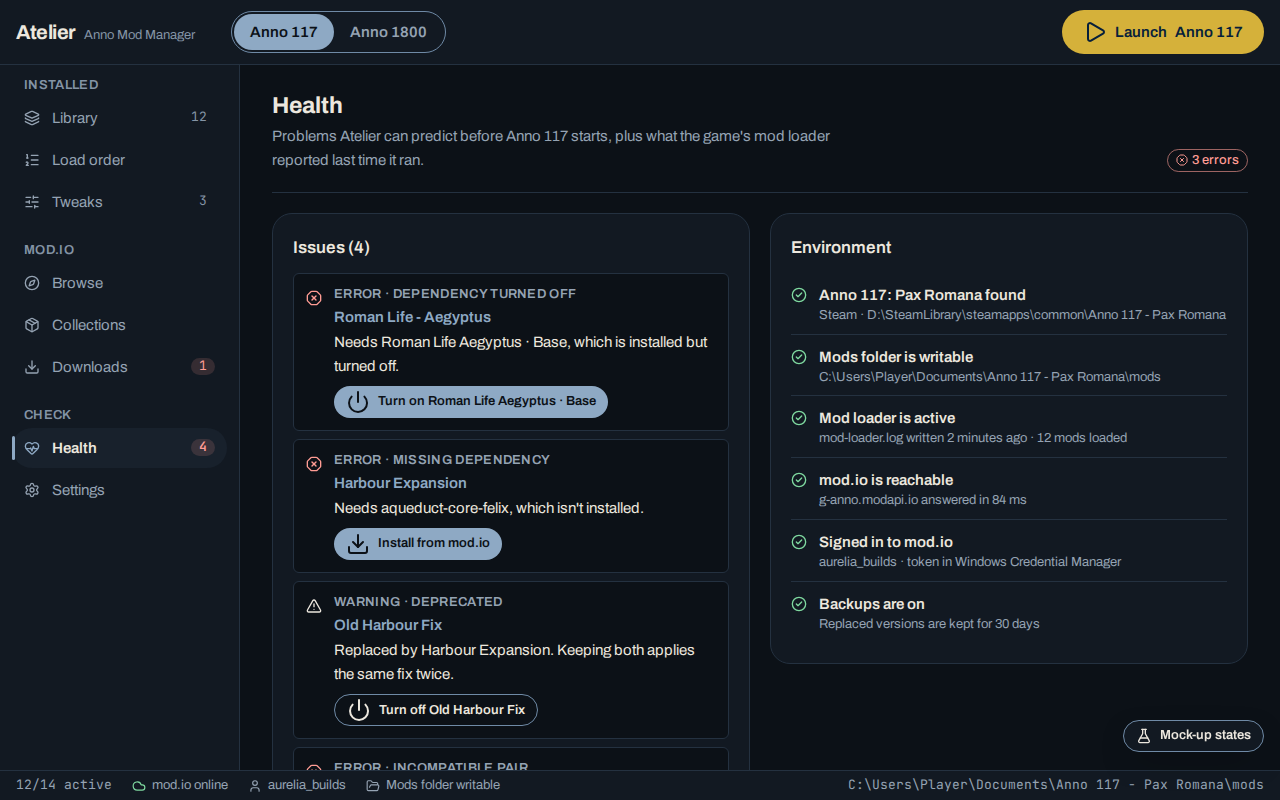 Atelier Anno Mod Manager
Anno 117
Anno 1800
Launch Anno 117
INSTALLED
Library 12
Load order
Tweaks 3
MOD.IO
Browse
Collections
Downloads 1
CHECK
Health 4
Settings
Health
Problems Atelier can predict before Anno 117 starts, plus what the game's mod loader
reported last time it ran.
3 errors
Issues (4)
ERROR · DEPENDENCY TURNED OFF
Roman Life - Aegyptus
Needs Roman Life Aegyptus · Base, which is installed but
turned off.
Turn on Roman Life Aegyptus · Base
ERROR · MISSING DEPENDENCY
Harbour Expansion
Needs aqueduct-core-felix, which isn't installed.
Install from mod.io
WARNING · DEPRECATED
Old Harbour Fix
Replaced by Harbour Expansion. Keeping both applies
the same fix twice.
Turn off Old Harbour Fix
ERROR · INCOMPATIBLE PAIR
Environment
Anno 117: Pax Romana found
Steam · D:\SteamLibrary\steamapps\common\Anno 117 - Pax Romana
Mods folder is writable
C:\Users\Player\Documents\Anno 117 - Pax Romana\mods
Mod loader is active
mod-loader.log written 2 minutes ago · 12 mods loaded
mod.io is reachable
g-anno.modapi.io answered in 84 ms
Signed in to mod.io
aurelia_builds · token in Windows Credential Manager
Backups are on
Replaced versions are kept for 30 days
Mock-up states
12/14 active
mod.io online
aurelia_builds
Mods folder writable
C:\Users\Player\Documents\Anno 117 - Pax Romana\mods